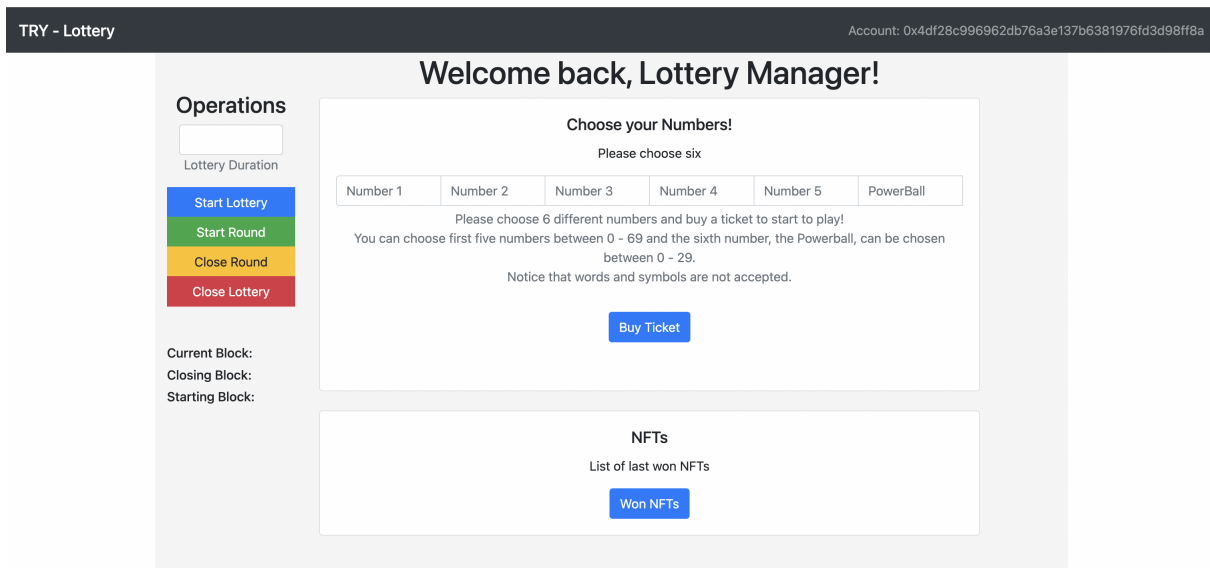 TRY - Lottery
Account: 0x4df28c996962db76a3e137b6381976fd3d98ff8a
Welcome back, Lottery Manager!
Operations
Lottery Duration
Start Lottery
Start Round
Close Round
Close Lottery
Current Block:
Closing Block:
Starting Block:
Choose your Numbers!
Please choose six
Number 1 Number 2 Number 3 Number 4 Number 5 PowerBall
Please choose 6 different numbers and buy a ticket to start to play!
You can choose first five numbers between 0 - 69 and the sixth number, the Powerball, can be chosen
between 0 - 29.
Notice that words and symbols are not accepted.
Buy Ticket
NFTs
List of last won NFTs
Won NFTs